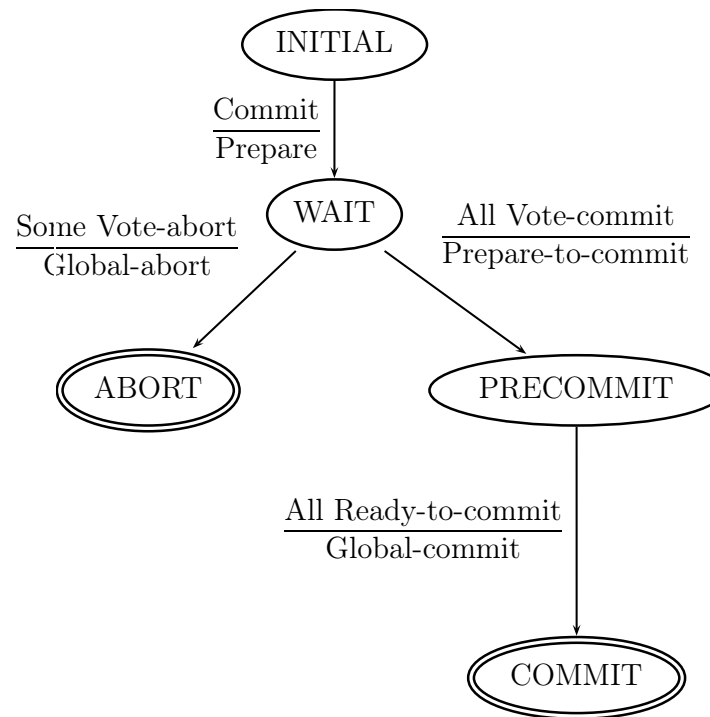 INITIAL
Commit
Prepare
WAIT
Some Vote-abort
Global-abort
All Vote-commit
Prepare-to-commit
ABORT
PRECOMMIT
All Ready-to-commit
Global-commit
COMMIT